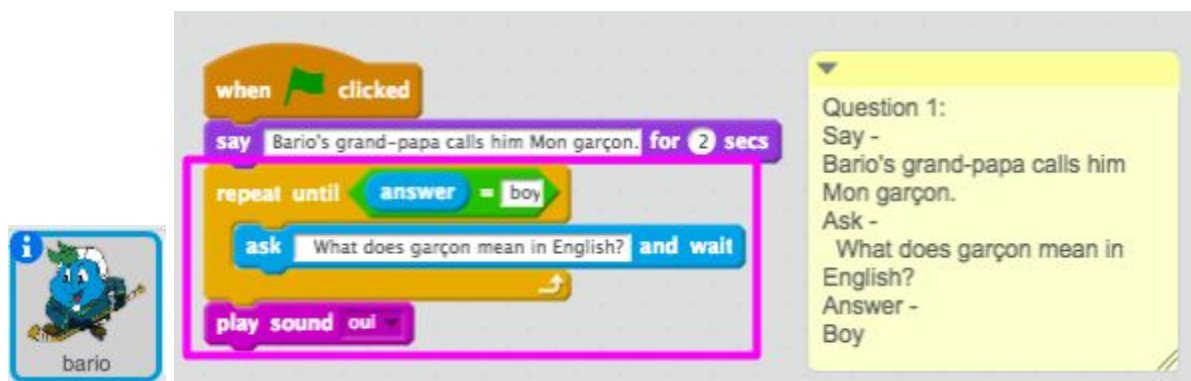 when clicked
say Bario's grand-papa calls him Mon garçon. for 2 secs
repeat until answer = boy
ask What does garçon mean in English? and wait
play sound oui
i
bario
Question 1:
Say -
Bario's grand-papa calls him
Mon garçon.
Ask -
What does garçon mean in
English?
Answer -
Boy